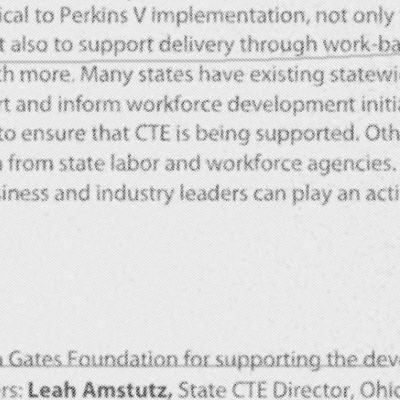 ical to Perkins V implementation, not only
t also to support delivery through work-ba
ch more. Many states have existing statewi
rt and inform workforce development initia
to ensure that CTE is being supported. Oth
from state labor and workforce agencies.
siness and industry leaders can play an acti
a Gates Foundation for supporting the dev
rs: Leah Amstutz, State CTE Director, Ohio